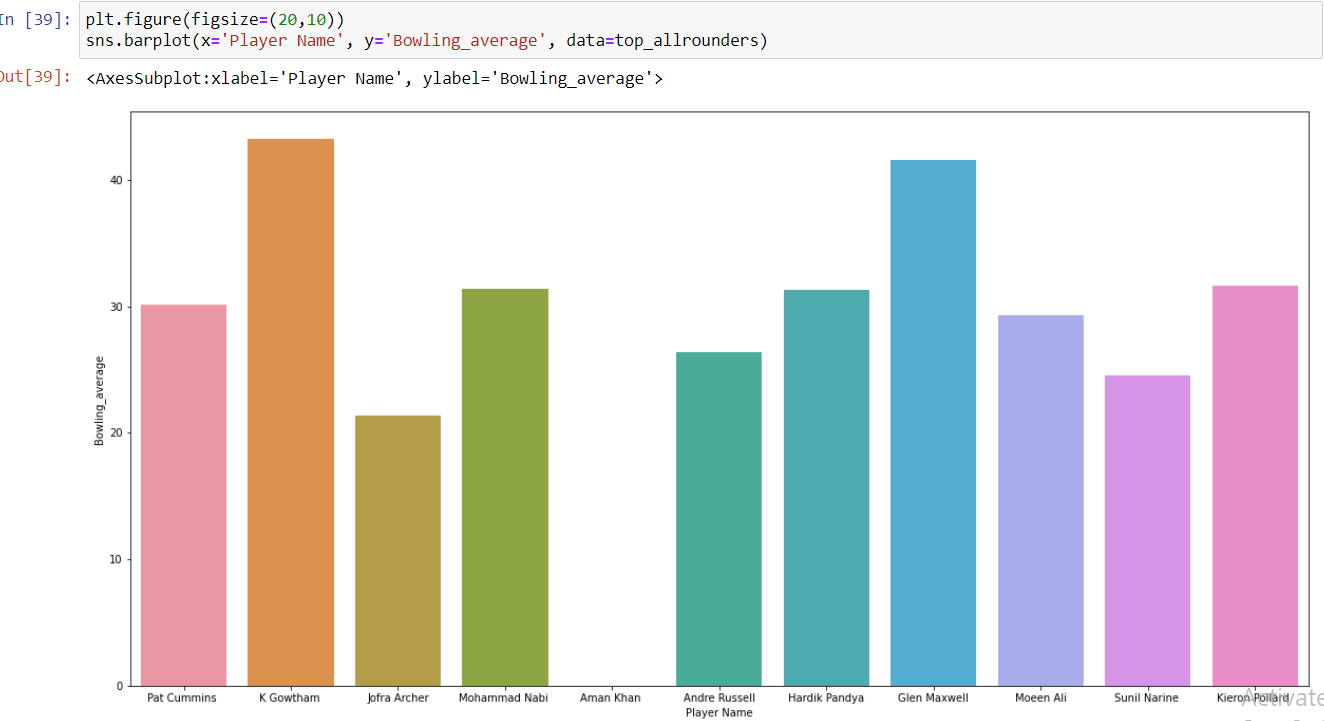 In [39]: plt.figure(figsize=(20,10))
sns.barplot(x='Player Name', y='Bowling_average', data=top_allrounders)
Out[39]: <AxesSubplot:xlabel='Player Name', ylabel='Bowling_average'>
40
30
20
10
0
Bowling_average
Pat Cummins K Gowtham Jofra Archer Mohammad Nabi Aman Khan Andre Russell Hardik Pandya Glen Maxwell Moeen Ali Sunil Narine Kieron Pollard
Player Name
Activate